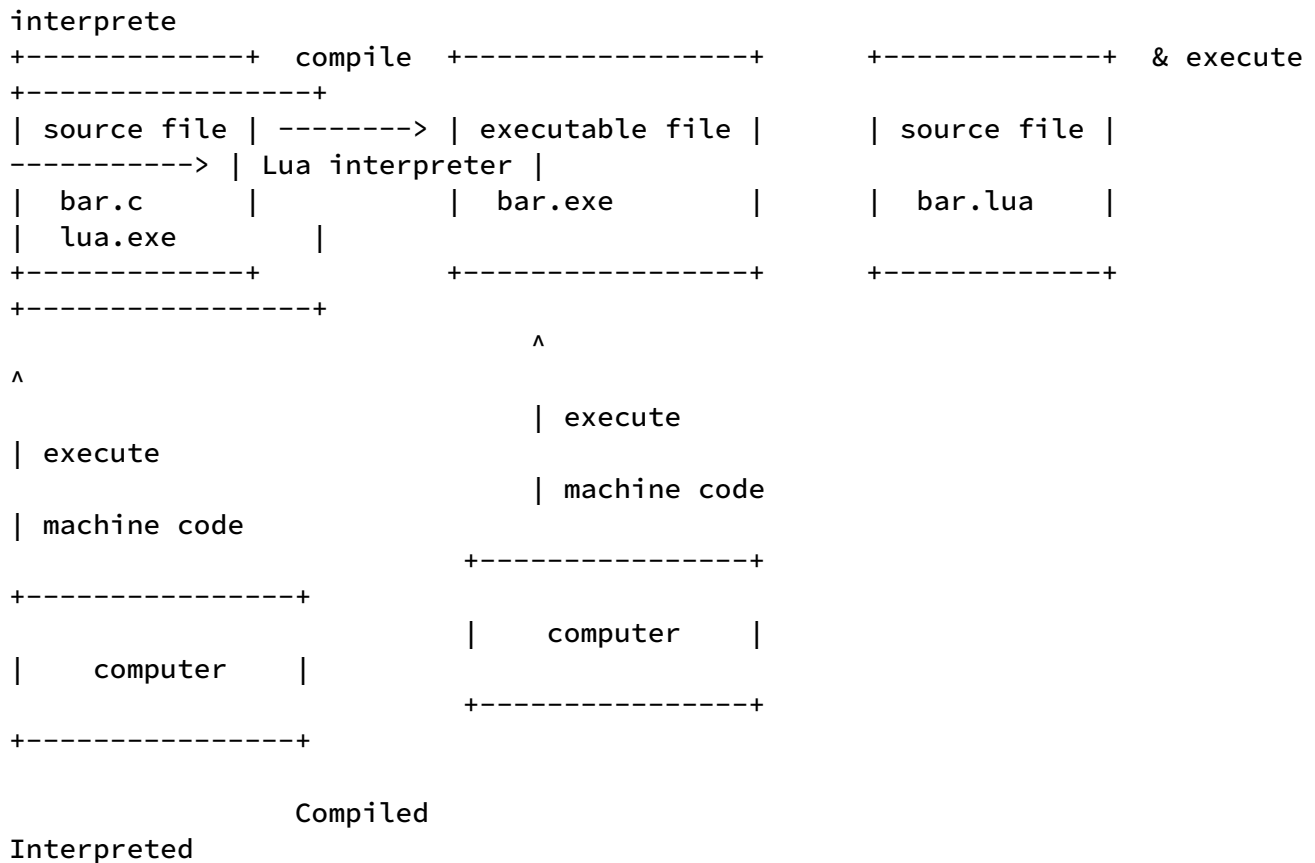 interprete
+-------------+  compile  +-----------------+       +-------------+  & execute
+------------------+
| source file | --------> | executable file |       | source file |
-----------> | Lua interpreter |
|  bar.c      |           |  bar.exe        |       |  bar.lua    |
|  lua.exe         |
+-------------+           +-----------------+       +-------------+
+------------------+
^
^
| execute
| execute
| machine code
| machine code
+----------------+
+----------------+
|    computer    |
|    computer    |
+----------------+
+----------------+
Compiled
Interpreted